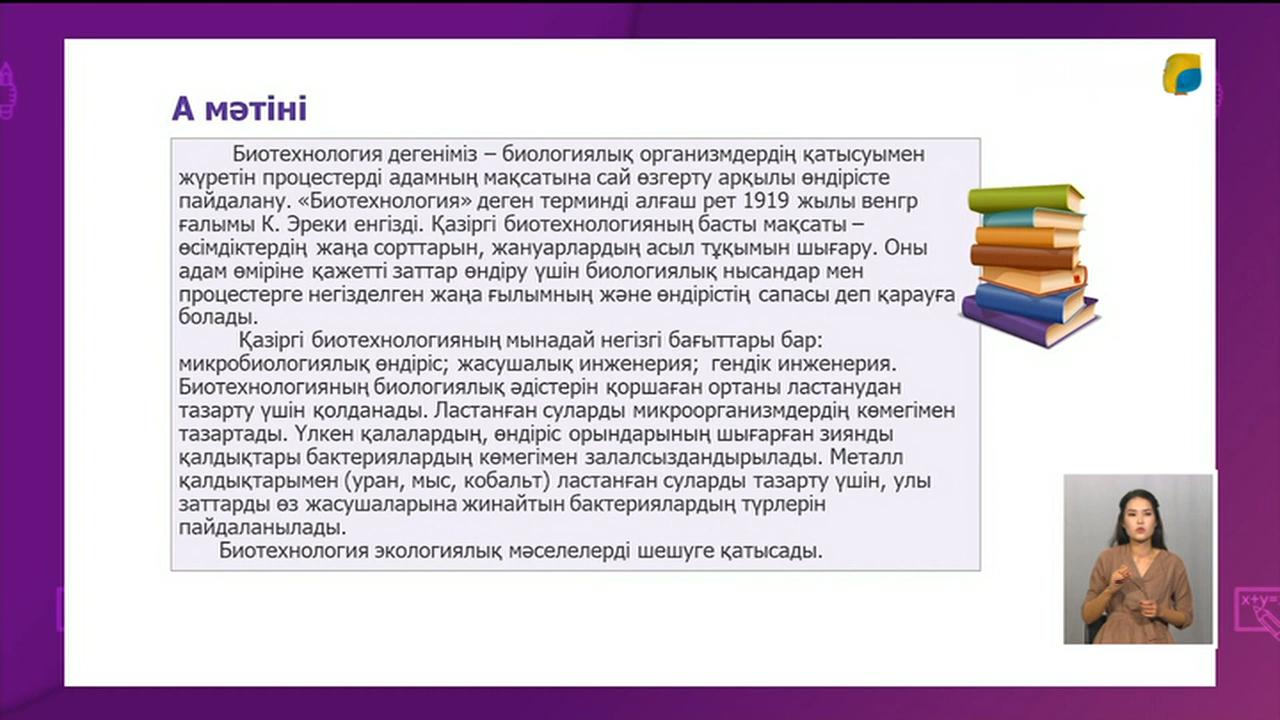 А мәтіні
Биотехнология дегеніміз – биологиялық организмдердің қатысуымен
жүретін процестерді адамның мақсатына сай өзгерту арқылы өндірісте
пайдалану. «Биотехнология» деген терминді алғаш рет 1919 жылы венгр
ғалымы К. Эреки енгізді. Қазіргі биотехнологияның басты мақсаты –
өсімдіктердің жаңа сорттарын, жануарлардың асыл тұқымын шығару. Оны
адам өміріне қажетті заттар өндіру үшін биологиялық нысандар мен
процестерге негізделген жаңа ғылымның және өндірістің сапасы деп қарауға
болады.
Қазіргі биотехнологияның мынадай негізгі бағыттары бар:
микробиологиялық өндіріс; жасушалық инженерия; гендік инженерия.
Биотехнологияның биологиялық әдістерін қоршаған ортаны ластанудан
тазарту үшін қолданады. Ластанған суларды микроорганизмдердің көмегімен
тазартады. Үлкен қалалардың, өндіріс орындарының шығарған зиянды
қалдықтары бактериялардың көмегімен залалсыздандырылады. Металл
қалдықтарымен (уран, мыс, кобальт) ластанған суларды тазарту үшін, улы
заттарды өз жасушаларына жинайтын бактериялардың түрлерін
пайдаланылады.
Биотехнология экологиялық мәселелерді шешуге қатысады.
x+y=